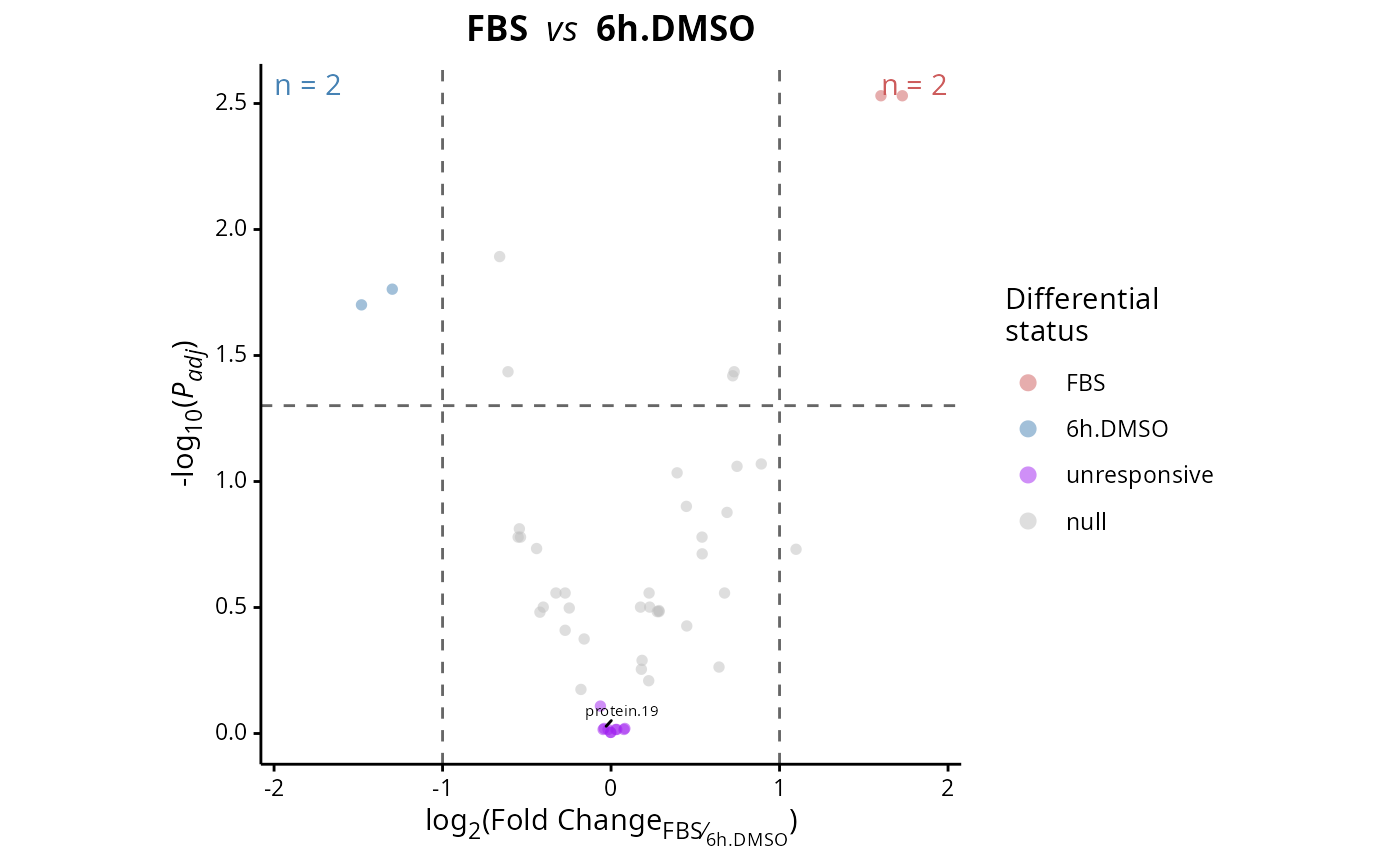 FBS vs 6h.DMSO
n = 2
n = 2
2.5
2.0
1.5
1.0
0.5
0.0
-log10(Padj)
protein.19
-2 -1 0 1 2
log2(Fold ChangeFBS⁄6h.DMSO)
Differential
status
FBS
6h.DMSO
unresponsive
null